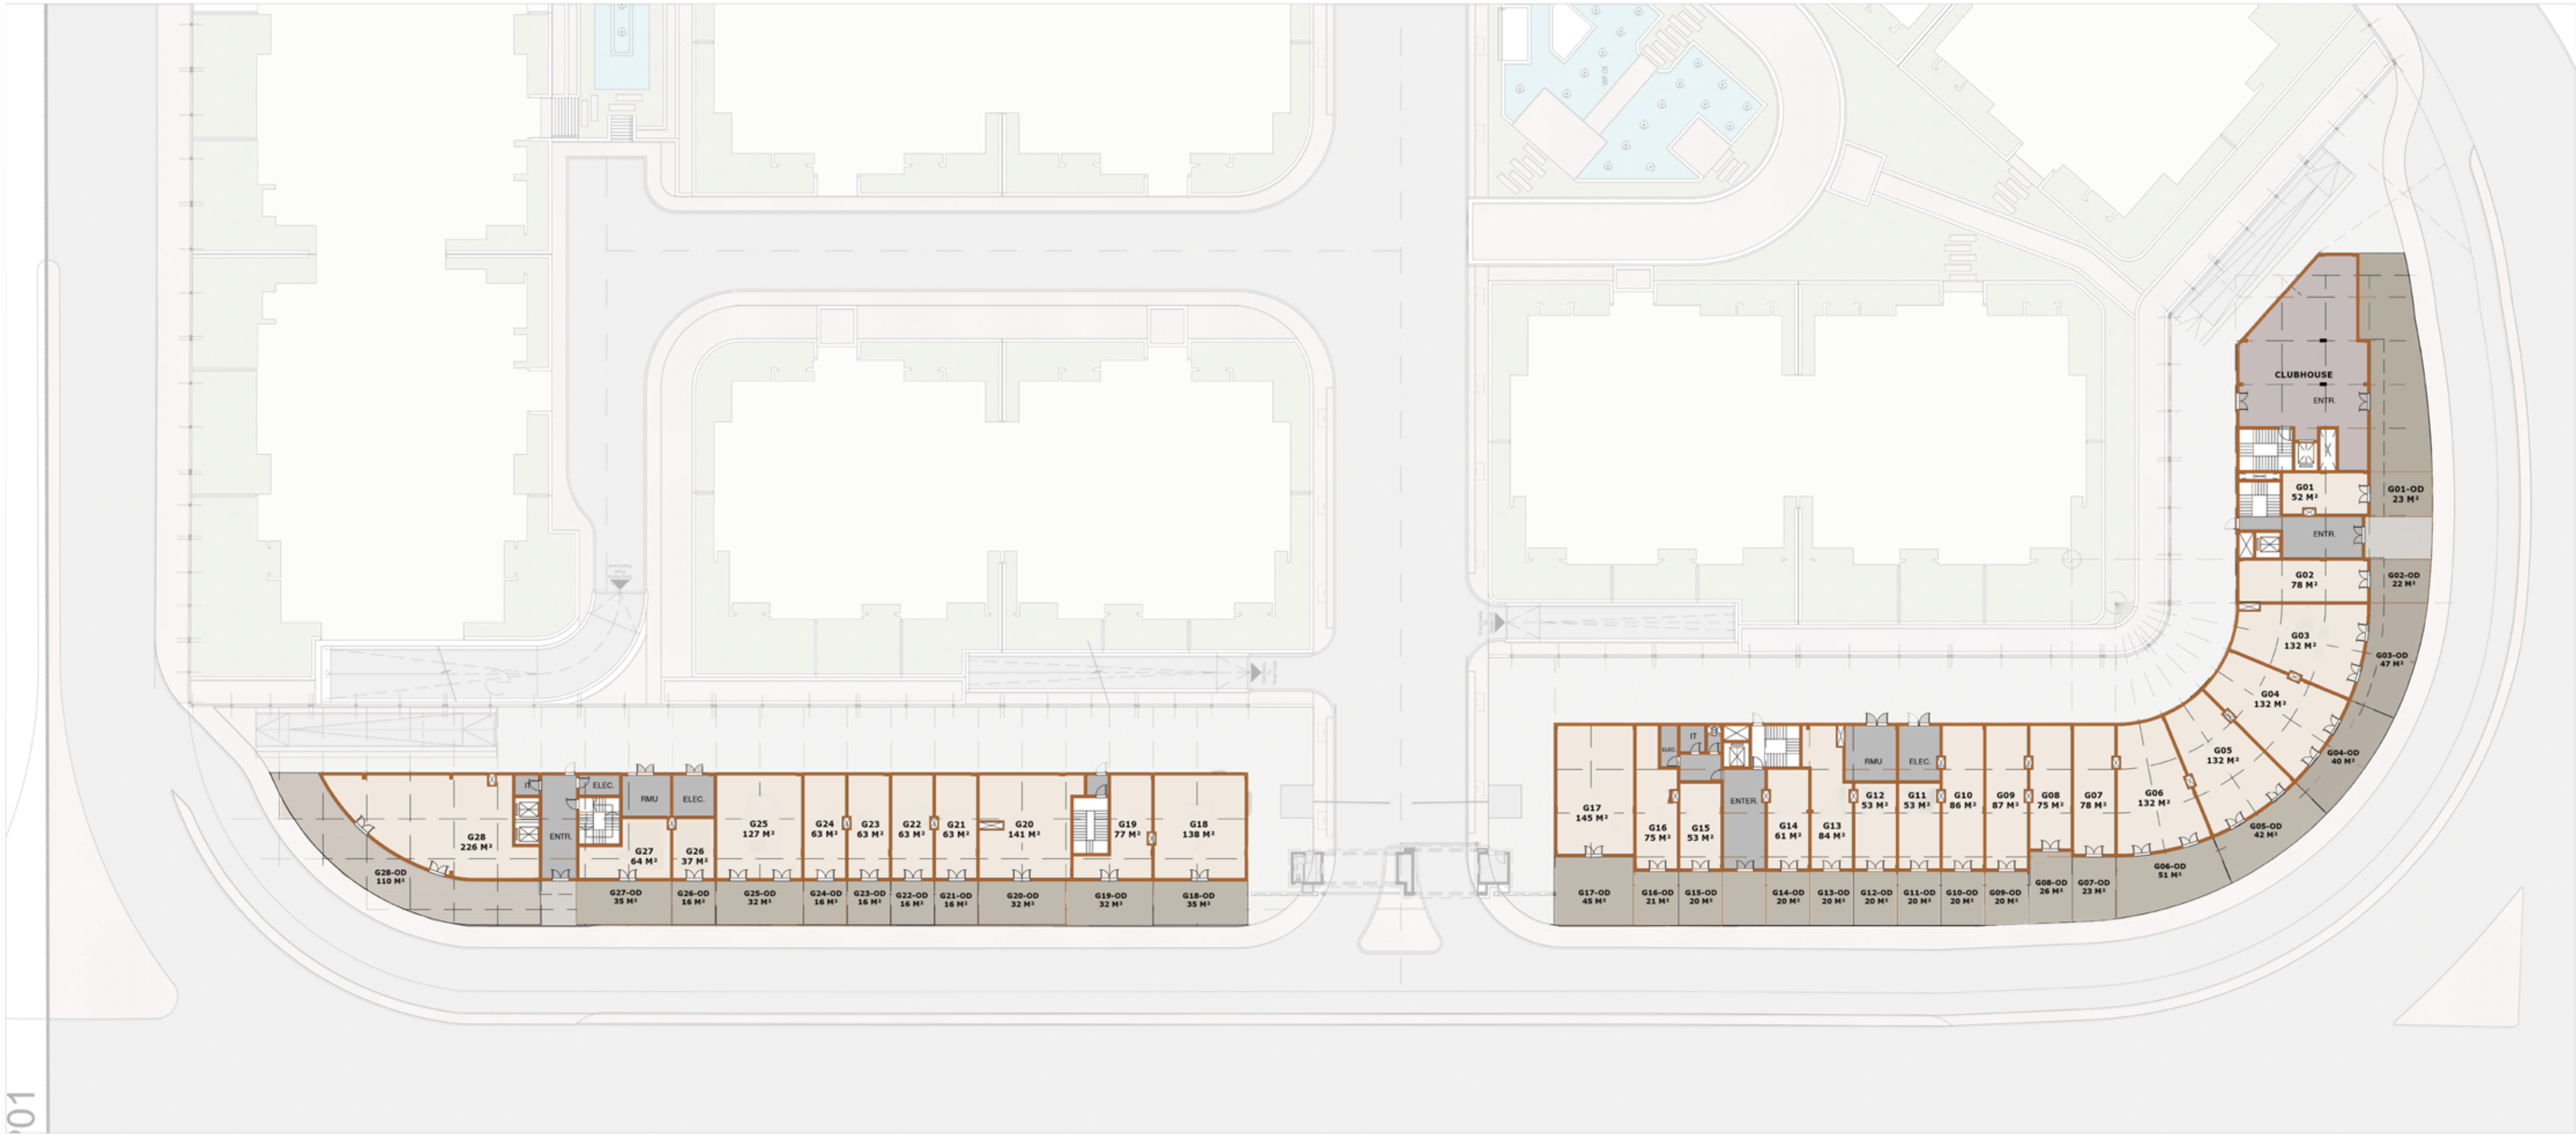 CLUBHOUSE
ENTR.
G01
52 M²
G01-OD
23 M²
ENTR.
G02
78 M²
G02-OD
22 M²
G03
132 M²
G03-OD
47 M²
G04
132 M²
G04-OD
40 M²
G05
132 M²
G05-OD
42 M²
G06
132 M²
G06-OD
51 M²
G07
78 M²
G07-OD
23 M²
G08
75 M²
G08-OD
26 M²
G09
87 M²
G09-OD
20 M²
G10
86 M²
G10-OD
20 M²
ELEC.
G11
53 M²
G11-OD
20 M²
RMU
G12
53 M²
G12-OD
20 M²
G13
84 M²
G13-OD
20 M²
G14
61 M²
G14-OD
20 M²
ENTER.
IT
ELEC.
G15
53 M²
G15-OD
20 M²
G16
75 M²
G16-OD
21 M²
G17
145 M²
G17-OD
45 M²
G18
138 M²
G18-OD
35 M²
G19
77 M²
G19-OD
32 M²
G20
141 M²
G20-OD
32 M²
G21
63 M²
G21-OD
16 M²
G22
63 M²
G22-OD
16 M²
G23
63 M²
G23-OD
16 M²
G24
63 M²
G24-OD
16 M²
G25
127 M²
G25-OD
32 M²
ELEC.
G26
37 M²
G26-OD
16 M²
RMU
G27
64 M²
G27-OD
35 M²
ELEC.
ENTR.
IT
G28
226 M²
G28-OD
110 M²